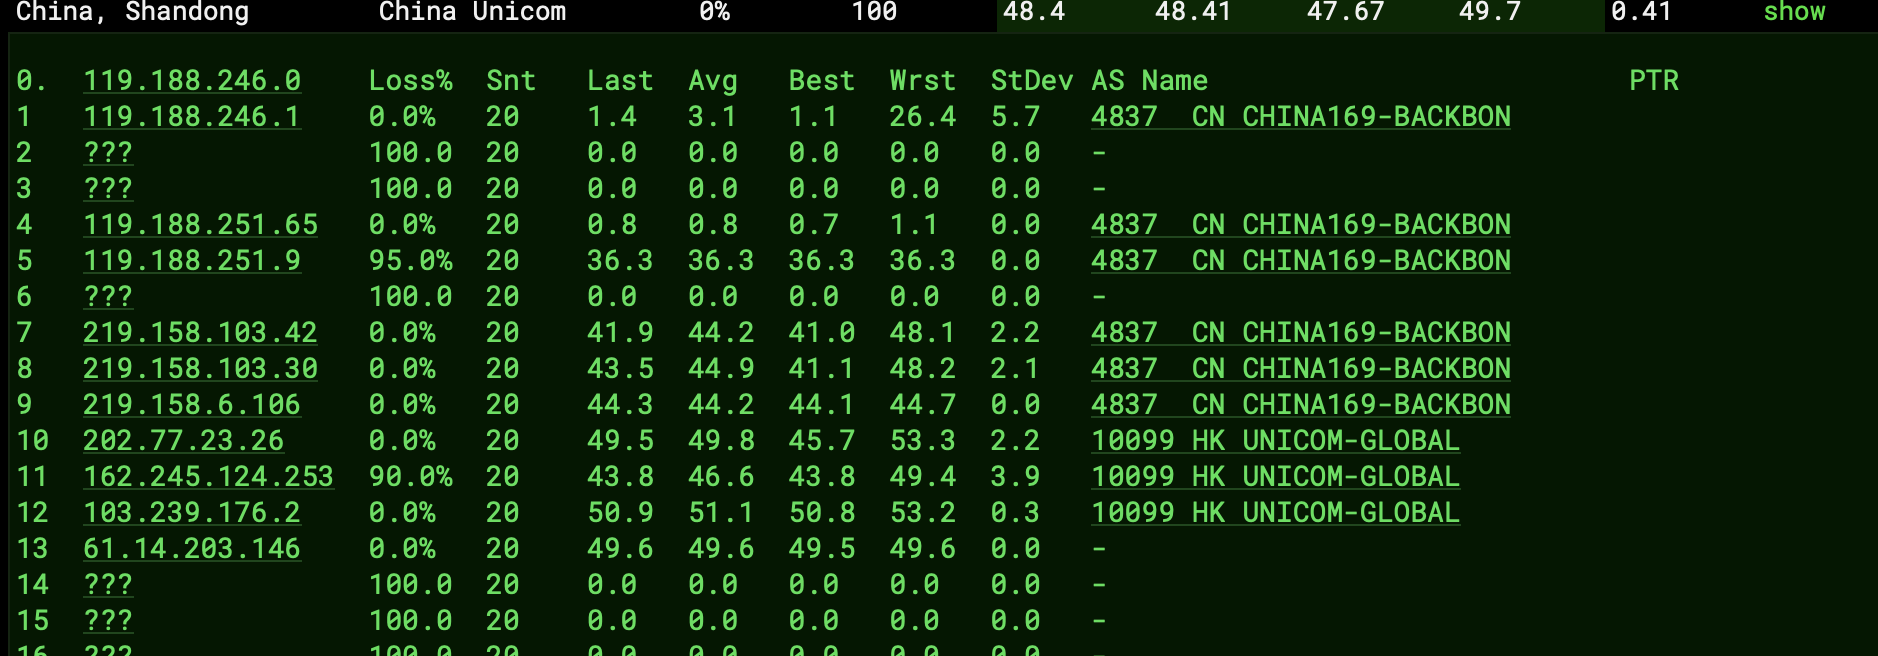 China, Shandong China Unicom 0% 100 48.4 48.41 47.67 49.7 0.41 show
0. 119.188.246.0 Loss% Snt Last Avg Best Wrst StDev AS Name PTR
1 119.188.246.1 0.0% 20 1.4 3.1 1.1 26.4 5.7 4837 CN CHINA169-BACKBON
2 ??? 100.0 20 0.0 0.0 0.0 0.0 0.0 -
3 ??? 100.0 20 0.0 0.0 0.0 0.0 0.0 -
4 119.188.251.65 0.0% 20 0.8 0.8 0.7 1.1 0.0 4837 CN CHINA169-BACKBON
5 119.188.251.9 95.0% 20 36.3 36.3 36.3 36.3 0.0 4837 CN CHINA169-BACKBON
6 ??? 100.0 20 0.0 0.0 0.0 0.0 0.0 -
7 219.158.103.42 0.0% 20 41.9 44.2 41.0 48.1 2.2 4837 CN CHINA169-BACKBON
8 219.158.103.30 0.0% 20 43.5 44.9 41.1 48.2 2.1 4837 CN CHINA169-BACKBON
9 219.158.6.106 0.0% 20 44.3 44.2 44.1 44.7 0.0 4837 CN CHINA169-BACKBON
10 202.77.23.26 0.0% 20 49.5 49.8 45.7 53.3 2.2 10099 HK UNICOM-GLOBAL
11 162.245.124.253 90.0% 20 43.8 46.6 43.8 49.4 3.9 10099 HK UNICOM-GLOBAL
12 103.239.176.2 0.0% 20 50.9 51.1 50.8 53.2 0.3 10099 HK UNICOM-GLOBAL
13 61.14.203.146 0.0% 20 49.6 49.6 49.5 49.6 0.0 -
14 ??? 100.0 20 0.0 0.0 0.0 0.0 0.0 -
15 ??? 100.0 20 0.0 0.0 0.0 0.0 0.0 -
16 ??? 100.0 20 0.0 0.0 0.0 0.0 0.0 -